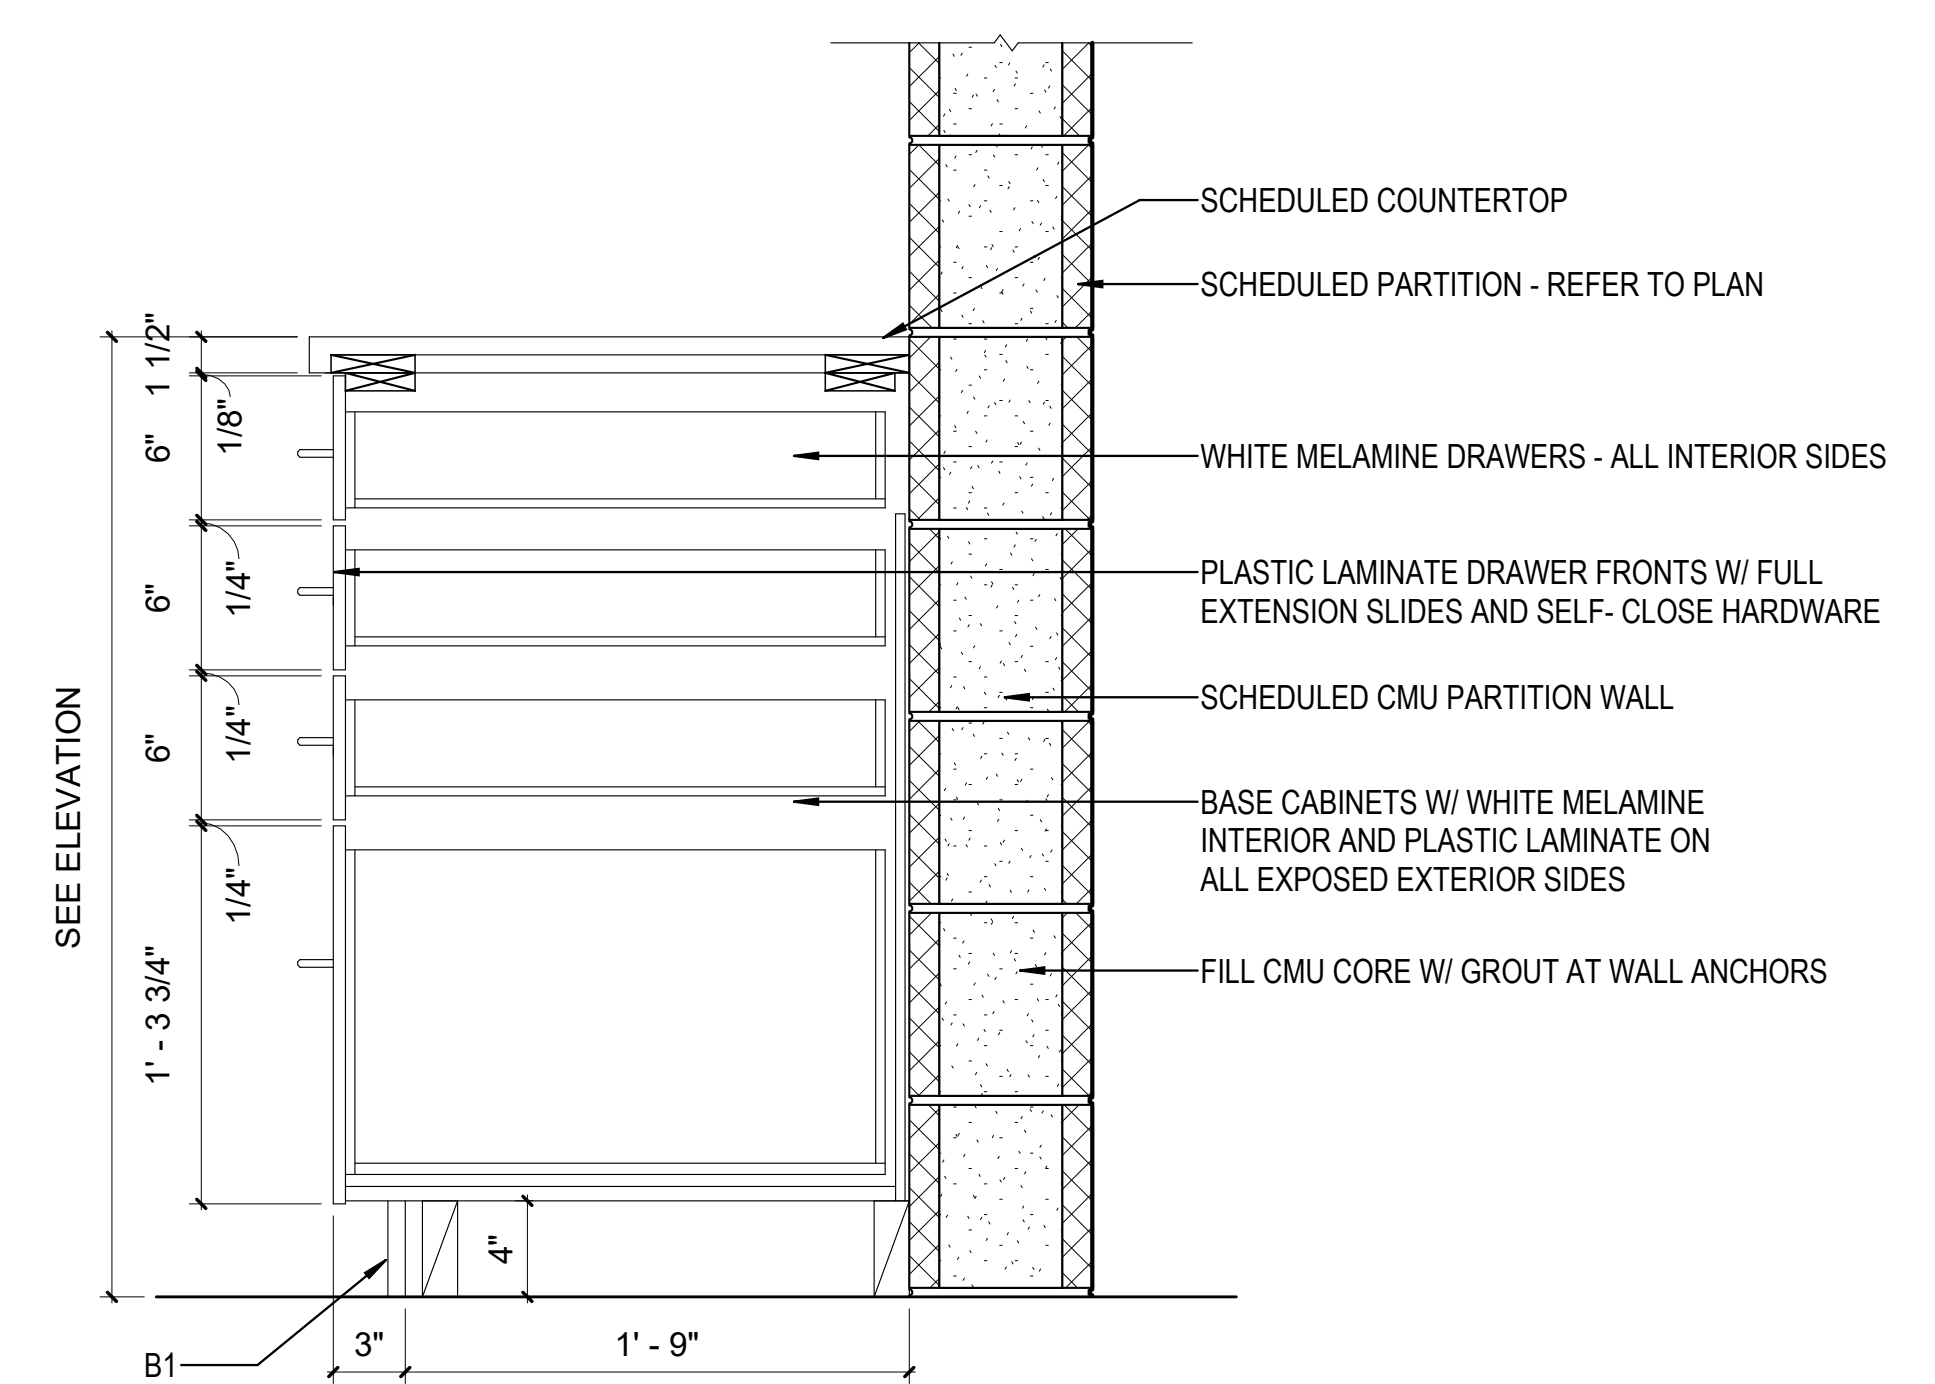 SCHEDULED COUNTERTOP
SCHEDULED PARTITION - REFER TO PLAN
1 1/2"
1/8"
6"
WHITE MELAMINE DRAWERS - ALL INTERIOR SIDES
1/4"
6"
PLASTIC LAMINATE DRAWER FRONTS W/ FULL
EXTENSION SLIDES AND SELF- CLOSE HARDWARE
SCHEDULED CMU PARTITION WALL
1/4"
6"
SEE ELEVATION
BASE CABINETS W/ WHITE MELAMINE
INTERIOR AND PLASTIC LAMINATE ON
ALL EXPOSED EXTERIOR SIDES
1/4"
FILL CMU CORE W/ GROUT AT WALL ANCHORS
1' - 3 3/4"
4"
3"
1' - 9"
B1